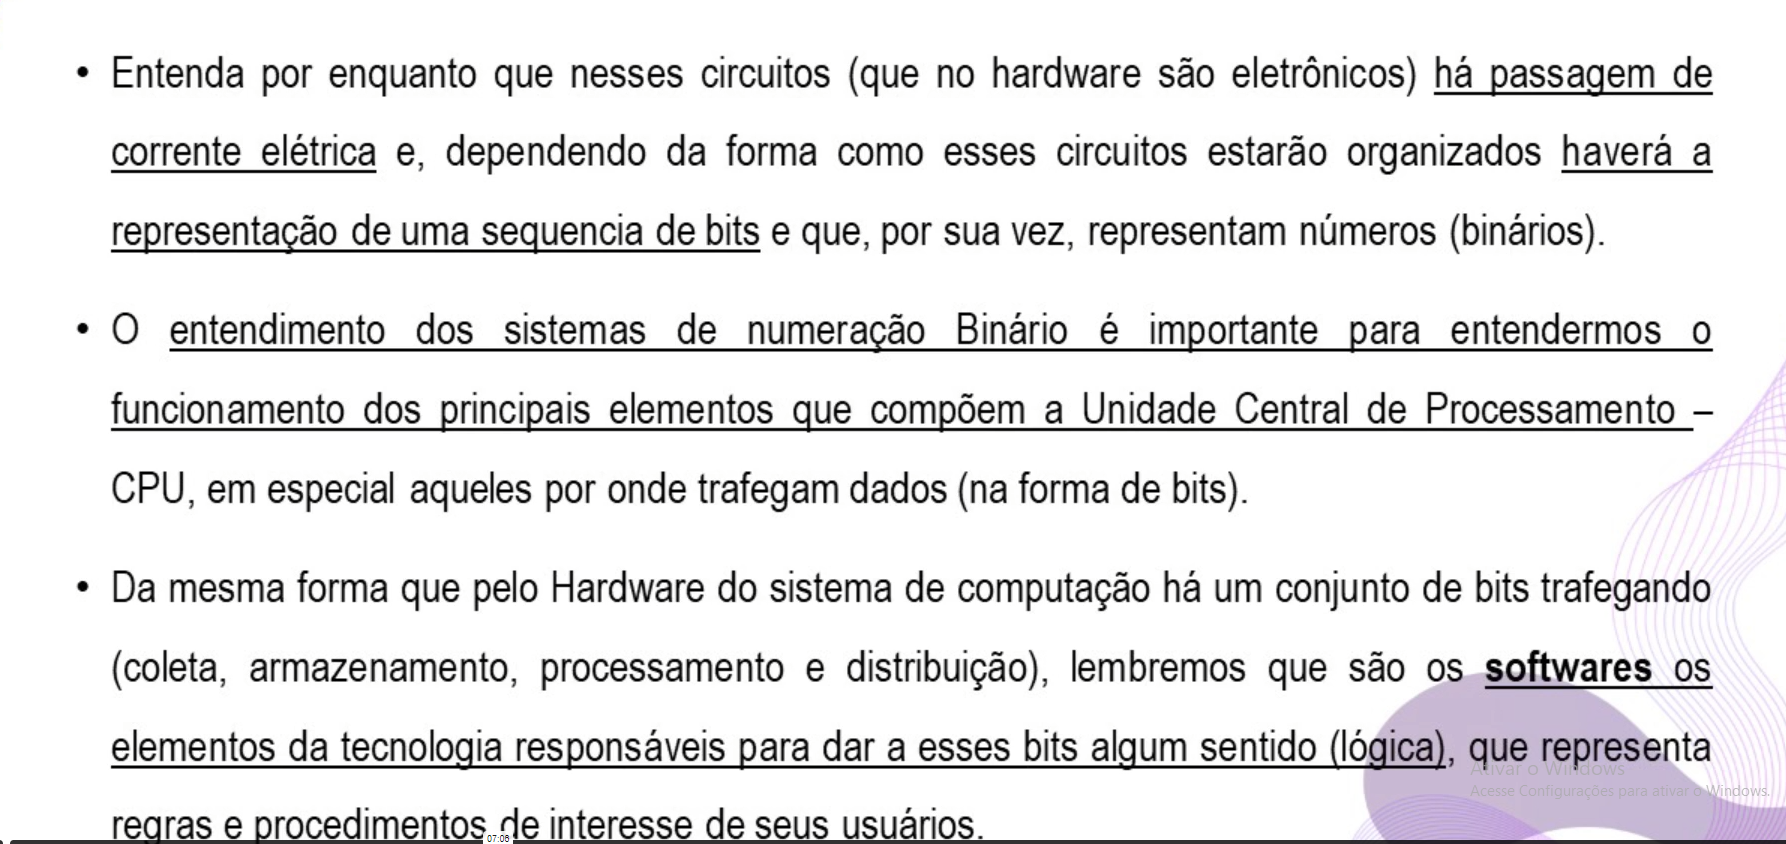 • Entenda por enquanto que nesses circuitos (que no hardware são eletrônicos) há passagem de
corrente elétrica e, dependendo da forma como esses circuitos estarão organizados haverá a
representação de uma sequencia de bits e que, por sua vez, representam números (binários).
• O entendimento dos sistemas de numeração Binário é importante para entendermos o
funcionamento dos principais elementos que compõem a Unidade Central de Processamento –
CPU, em especial aqueles por onde trafegam dados (na forma de bits).
• Da mesma forma que pelo Hardware do sistema de computação há um conjunto de bits trafegando
(coleta, armazenamento, processamento e distribuição), lembremos que são os softwares os
elementos da tecnologia responsáveis para dar a esses bits algum sentido (lógica), que representa
Ativar o Windows
Acesse Configurações para ativar o Windows.
regras e procedimentos de interesse de seus usuários.
07:06